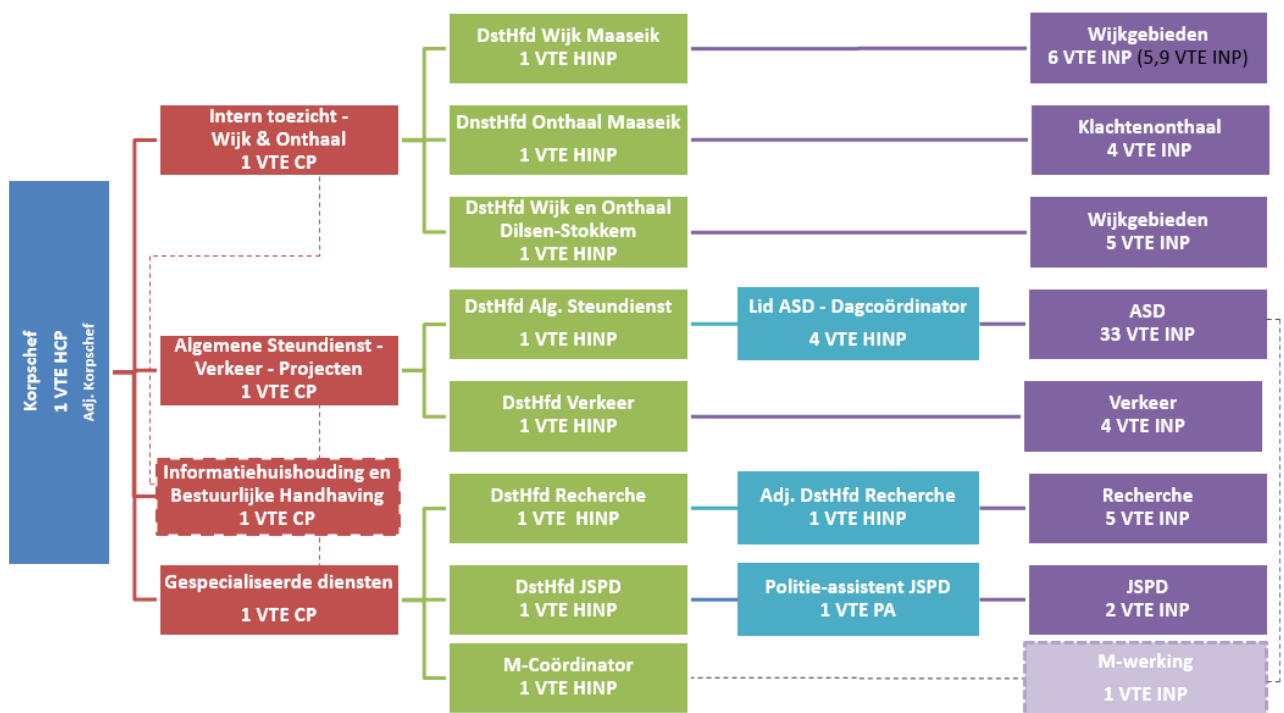 Korpschef
1 VTE HCP
Adj. Korpschef
Intern toezicht -
Wijk & Onthaal
1 VTE CP
Algemene Steundienst -
Verkeer - Projecten
1 VTE CP
Informatiehuishouding en
Bestuurlijke Handhaving
1 VTE CP
Gespecialiseerde diensten
1 VTE CP
DstHfd Wijk Maaseik
1 VTE HINP
DnstHfd Onthaal Maaseik
1 VTE HINP
DstHfd Wijk en Onthaal
Dilsen-Stokkem
1 VTE HINP
DstHfd Alg. Steundienst
1 VTE HINP
DstHfd Verkeer
1 VTE HINP
DstHfd Recherche
1 VTE HINP
DstHfd JSPD
1 VTE HINP
M-Coördinator
1 VTE HINP
Lid ASD - Dagcoördinator
4 VTE HINP
Adj. DstHfd Recherche
1 VTE HINP
Politie-assistent JSPD
1 VTE PA
Wijkgebieden
6 VTE INP (5,9 VTE INP)
Klachtenonthaal
4 VTE INP
Wijkgebieden
5 VTE INP
ASD
33 VTE INP
Verkeer
4 VTE INP
Recherche
5 VTE INP
JSPD
2 VTE INP
M-werking
1 VTE INP